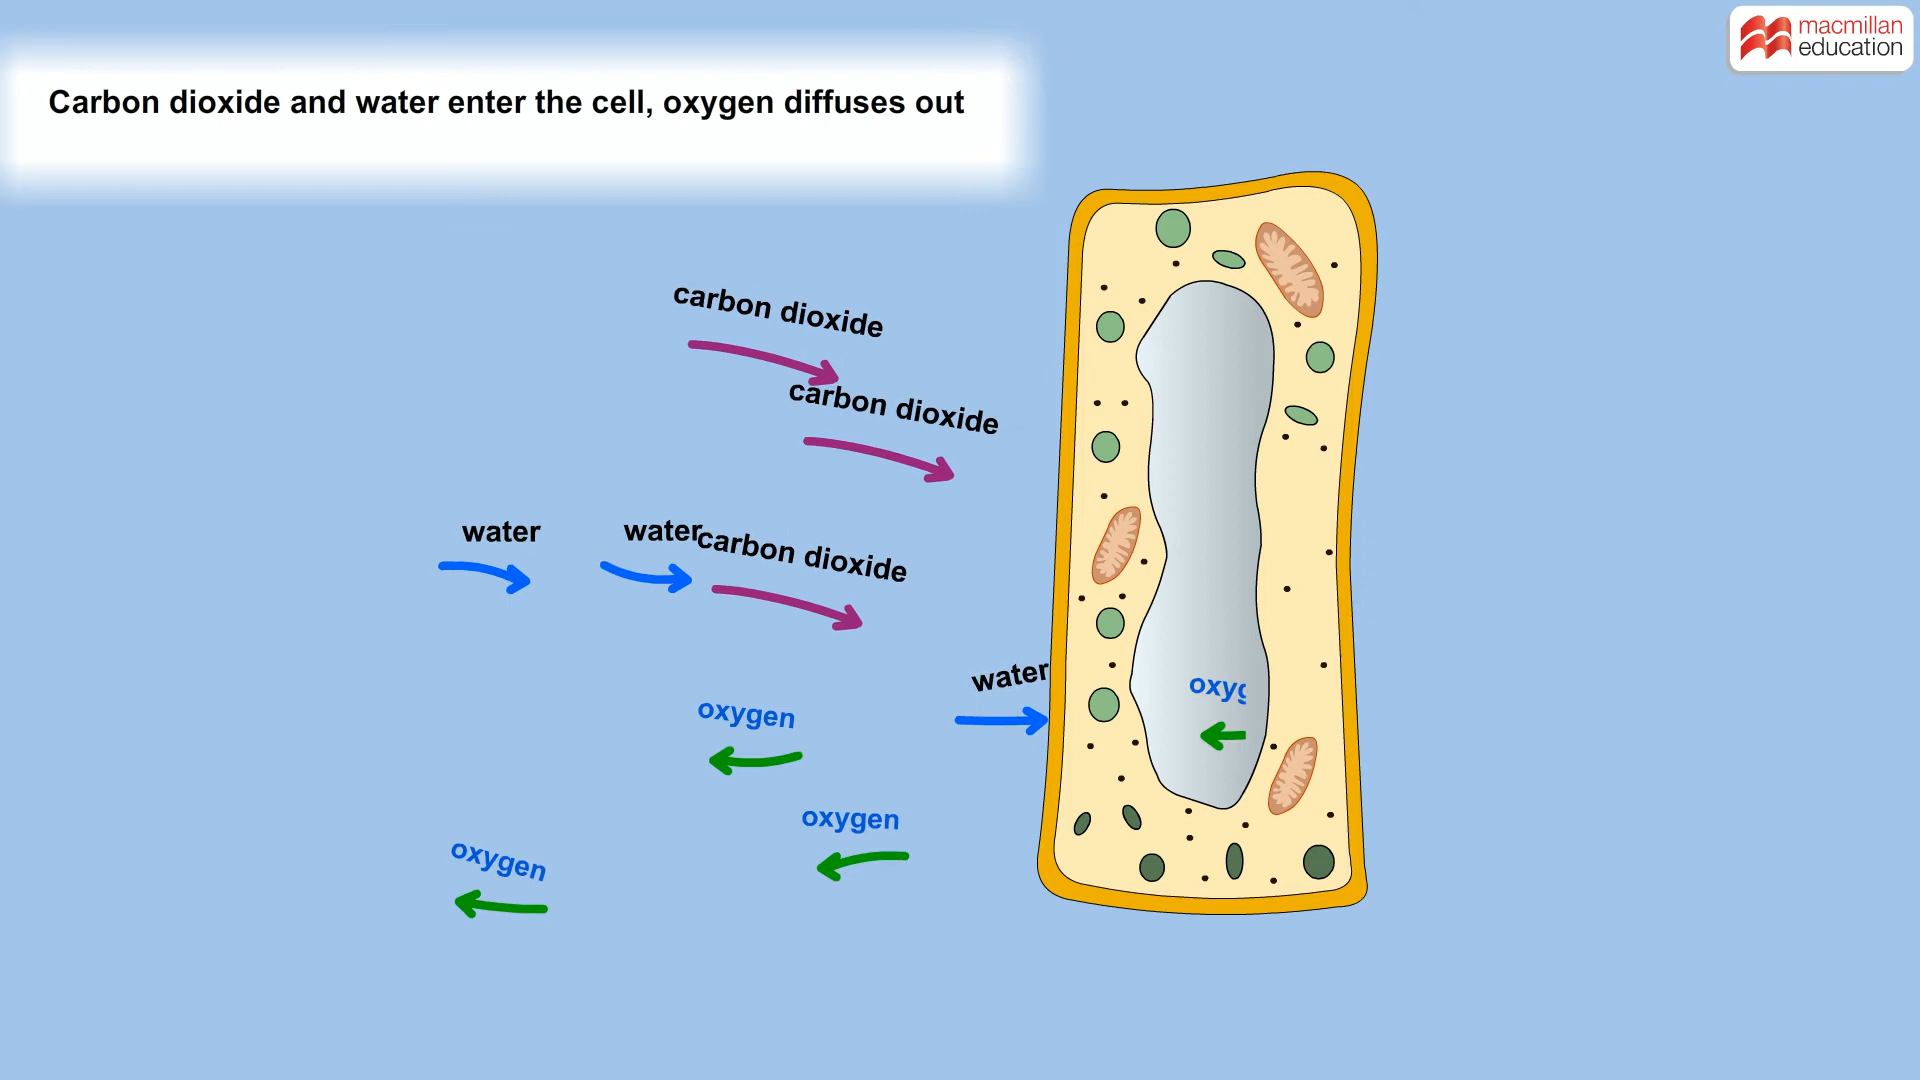 macmillan
education
Carbon dioxide and water enter the cell, oxygen diffuses out
carbon dioxide
carbon dioxide
water
water
carbon dioxide
water
oxyg
oxygen
oxygen
oxygen